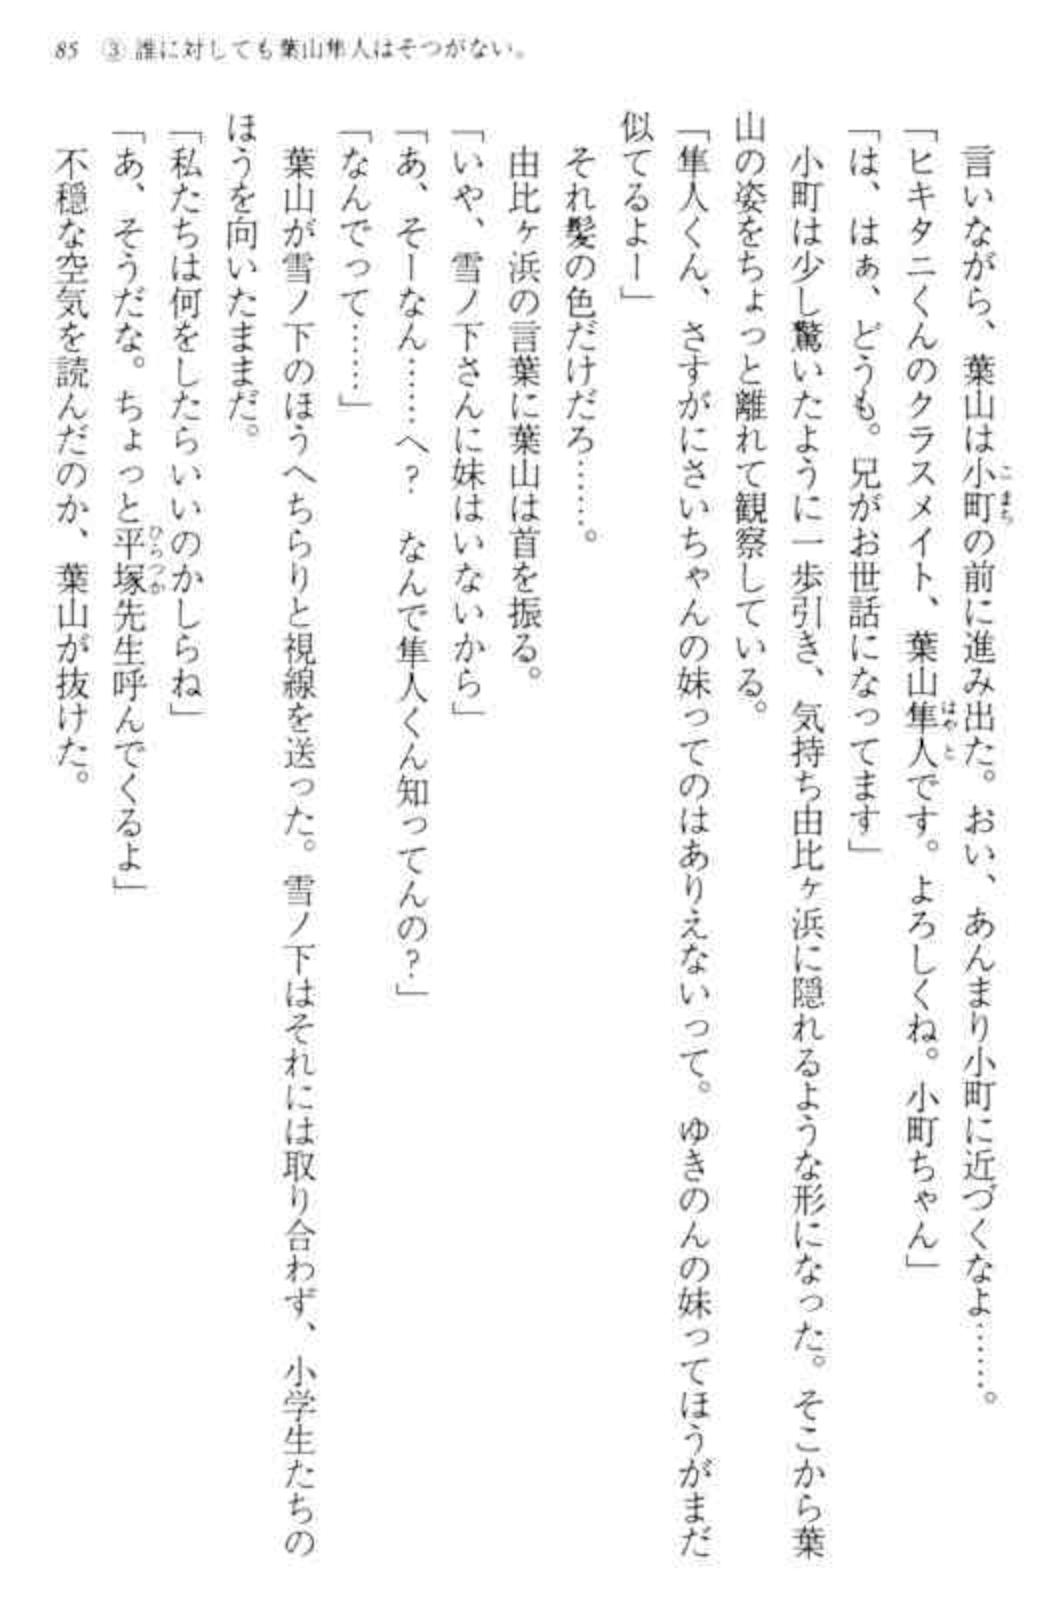 85 ③ 誰に対しても葉山隼人はそつがない。
言いながら、葉山は小町の前に進み出た。おい、あんまり小町に近づくなよ……。
「ヒキタニくんのクラスメイト、葉山隼人です。よろしくね。小町ちゃん」
「は、はぁ、どうも。兄がお世話になってます」
小町は少し驚いたように一歩引き、気持ち由比ヶ浜に隠れるような形になった。そこから葉
山の姿をちょっと離れて観察している。
「隼人くん、さすがにさいちゃんの妹ってのはありえないって。ゆきのんの妹ってほうがまだ
似てるよー」
それ髪の色だけだろ……。
由比ヶ浜の言葉に葉山は首を振る。
「いや、雪ノ下さんに妹はいないから」
「あ、そーなん……へ？　なんで隼人くん知ってんの？」
「なんでって……」
葉山が雪ノ下のほうへちらりと視線を送った。雪ノ下はそれには取り合わず、小学生たちの
ほうを向いたままだ。
「私たちは何をしたらいいのかしらね」
「あ、そうだな。ちょっと平塚先生呼んでくるよ」
不穏な空気を読んだのか、葉山が抜けた。